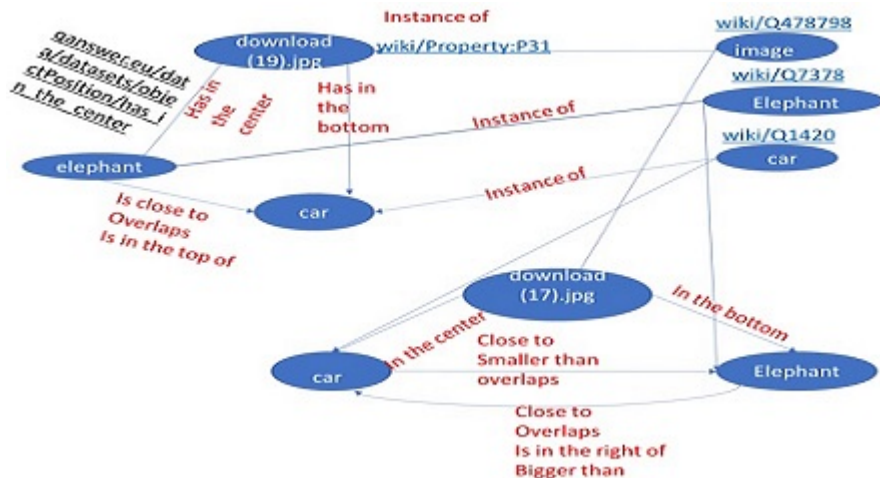 Instance of
wiki/Q478798
download
(19).jpg
wiki/Property:P31
image
qanswer.eu/dat
a/datasets/obje
ctPosition/has_i
n_the_center
Has in
the
center
Has in
the
bottom
wiki/Q7378
Elephant
Instance of
wiki/Q1420
car
elephant
Instance of
car
Is close to
Overlaps
Is in the top of
download
(17).jpg
In the bottom
In the center
Close to
Smaller than
overlaps
car
Elephant
Close to
Overlaps
Is in the right of
Bigger than